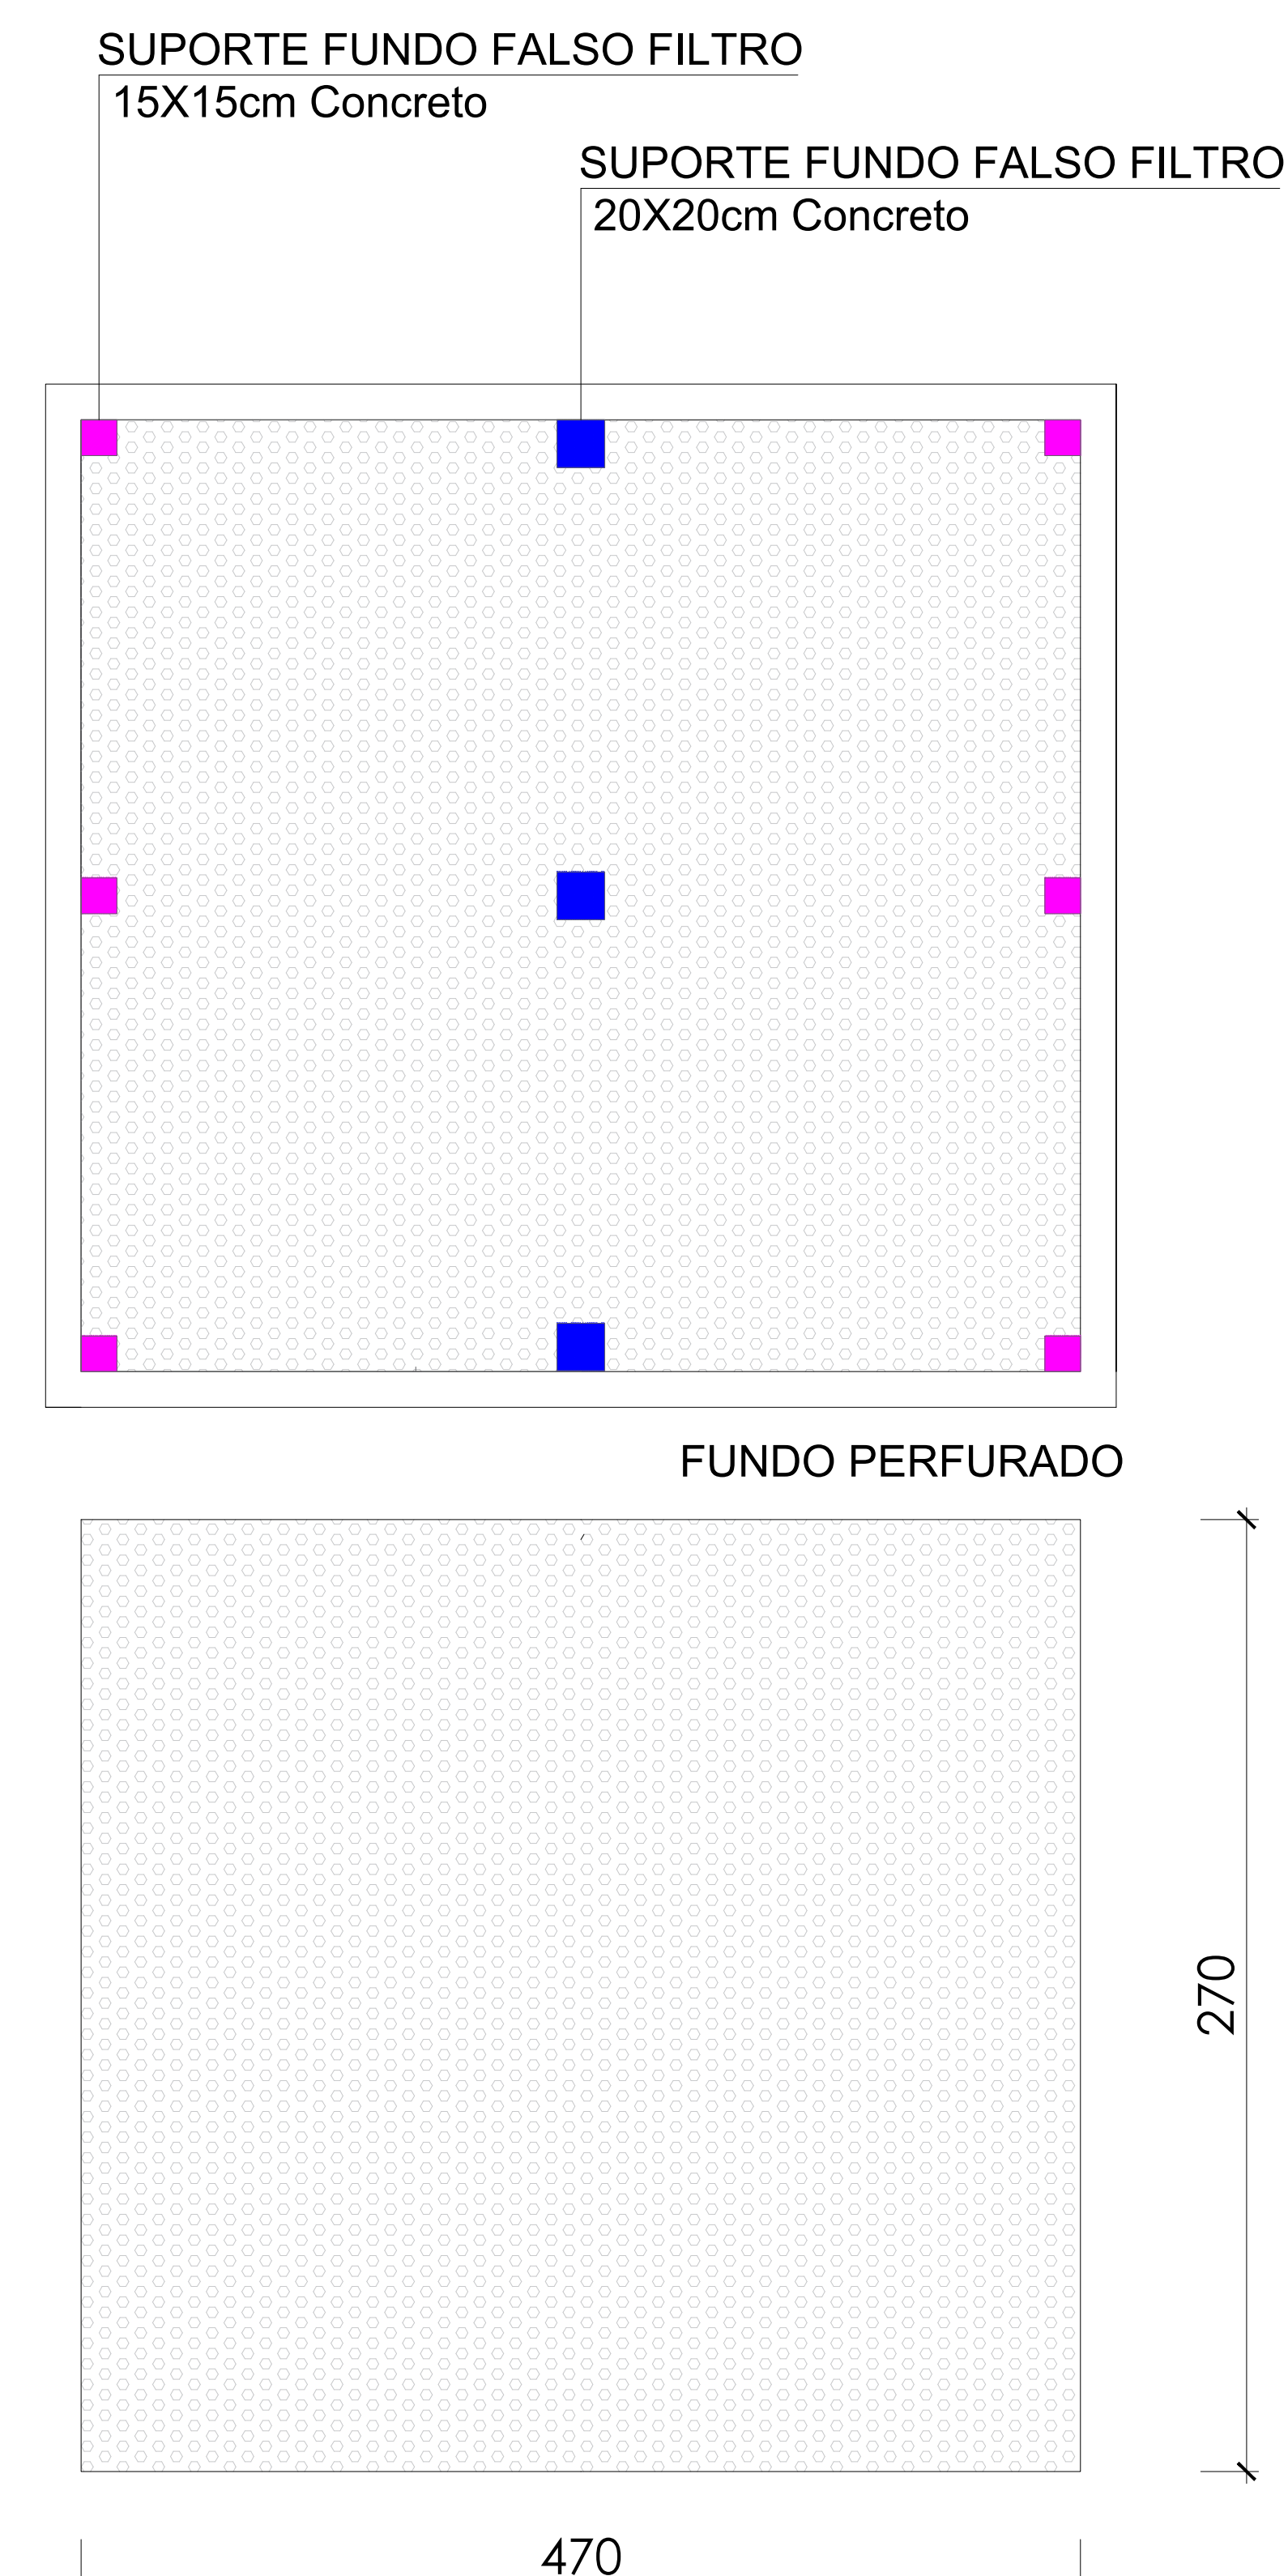 SUPORTE FUNDO FALSO FILTRO
15X15cm Concreto
SUPORTE FUNDO FALSO FILTRO
20X20cm Concreto
FUNDO PERFURADO
270
470